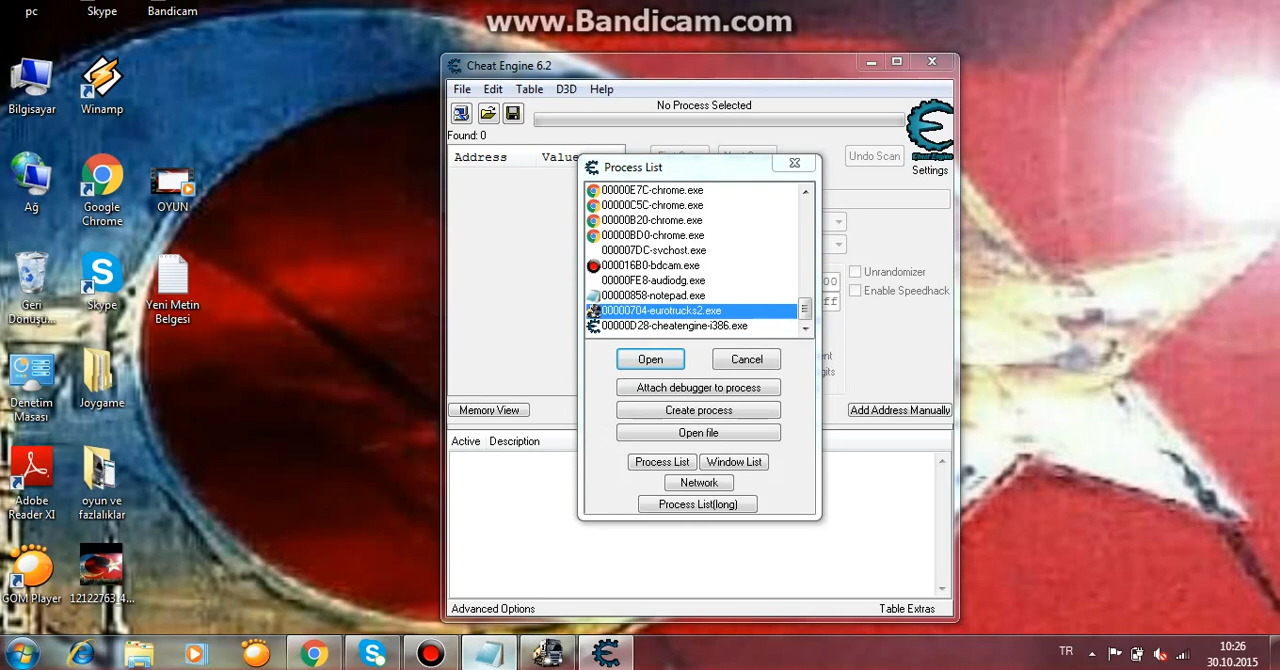 www.Bandicam.com
pc
Skype
Bandicam
Bilgisayar
Winamp
Ağ
Google
Chrome
OYUN
Geri
Dönüşü...
Skype
Yeni Metin
Belgesi
Denetim
Masası
Joygame
Adobe
Reader XI
oyun ve
fazlalıklar
GOM Player
12122763_4...
Cheat Engine 6.2
File Edit Table D3D Help
No Process Selected
Found: 0
Address Value
Undo Scan
Cheat Engine
Settings
Unrandomizer
Enable Speedhack
Memory View
Add Address Manually
Active Description
Advanced Options
Table Extras
Process List
00000E7C-chrome.exe
00000C5C-chrome.exe
00000B20-chrome.exe
00000BD0-chrome.exe
000007DC-svchost.exe
000016B0-bdcam.exe
00000FE8-audiodg.exe
00000858-notepad.exe
00000704-eurotrucks2.exe
00000D28-cheatengine-i386.exe
Open
Cancel
Attach debugger to process
Create process
Open file
Process List
Window List
Network
Process List(long)
TR
10:26
30.10.2015